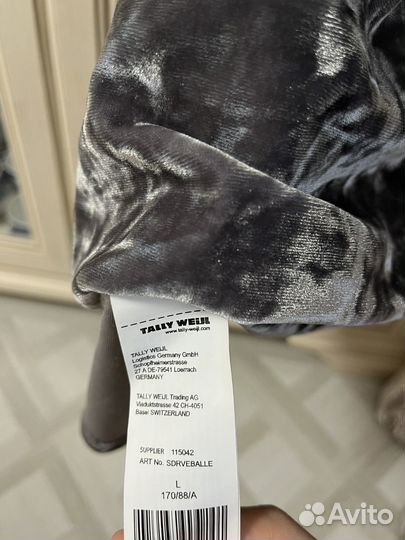 TALLY WEiJL
www.tally-weijl.com
TALLY WEIJL
Logistics Germany GmbH
Schopfheimerstrasse
27 A DE-79541 Loerrach
GERMANY
TALLY WEIJL Trading AG
Viaduktstrasse 42 CH-4051
Basel SWITZERLAND
SUPPLIER 115042
ART No. SDRVEBALLE
L
170/88/A
Avito